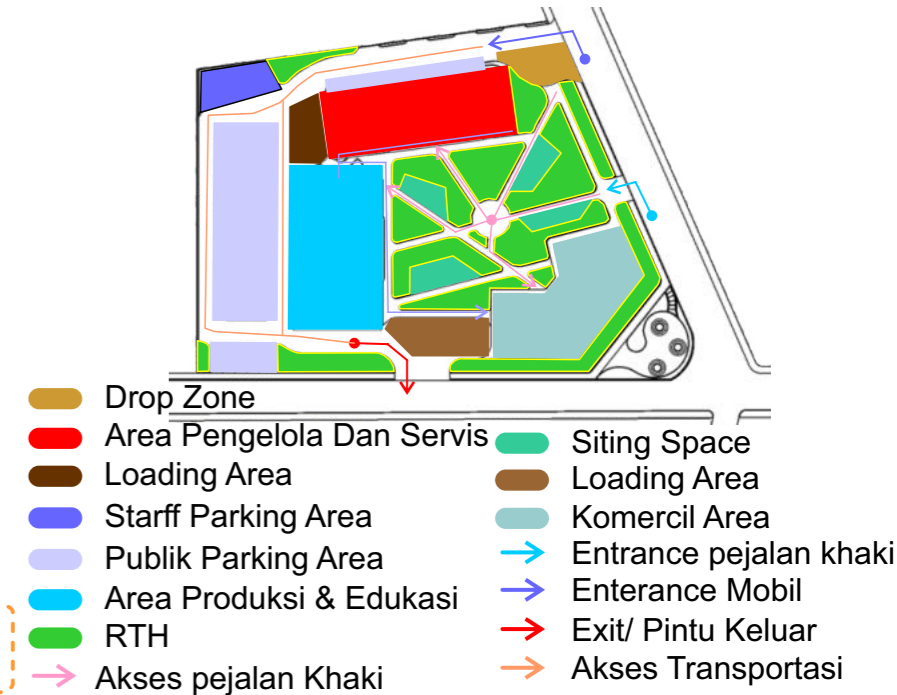 Drop Zone
Area Pengelola Dan Servis
Loading Area
Starff Parking Area
Publik Parking Area
Area Produksi & Edukasi
RTH
Akses pejalan Khaki
Siting Space
Loading Area
Komercil Area
Entrance pejalan khaki
Enterance Mobil
Exit/ Pintu Keluar
Akses Transportasi